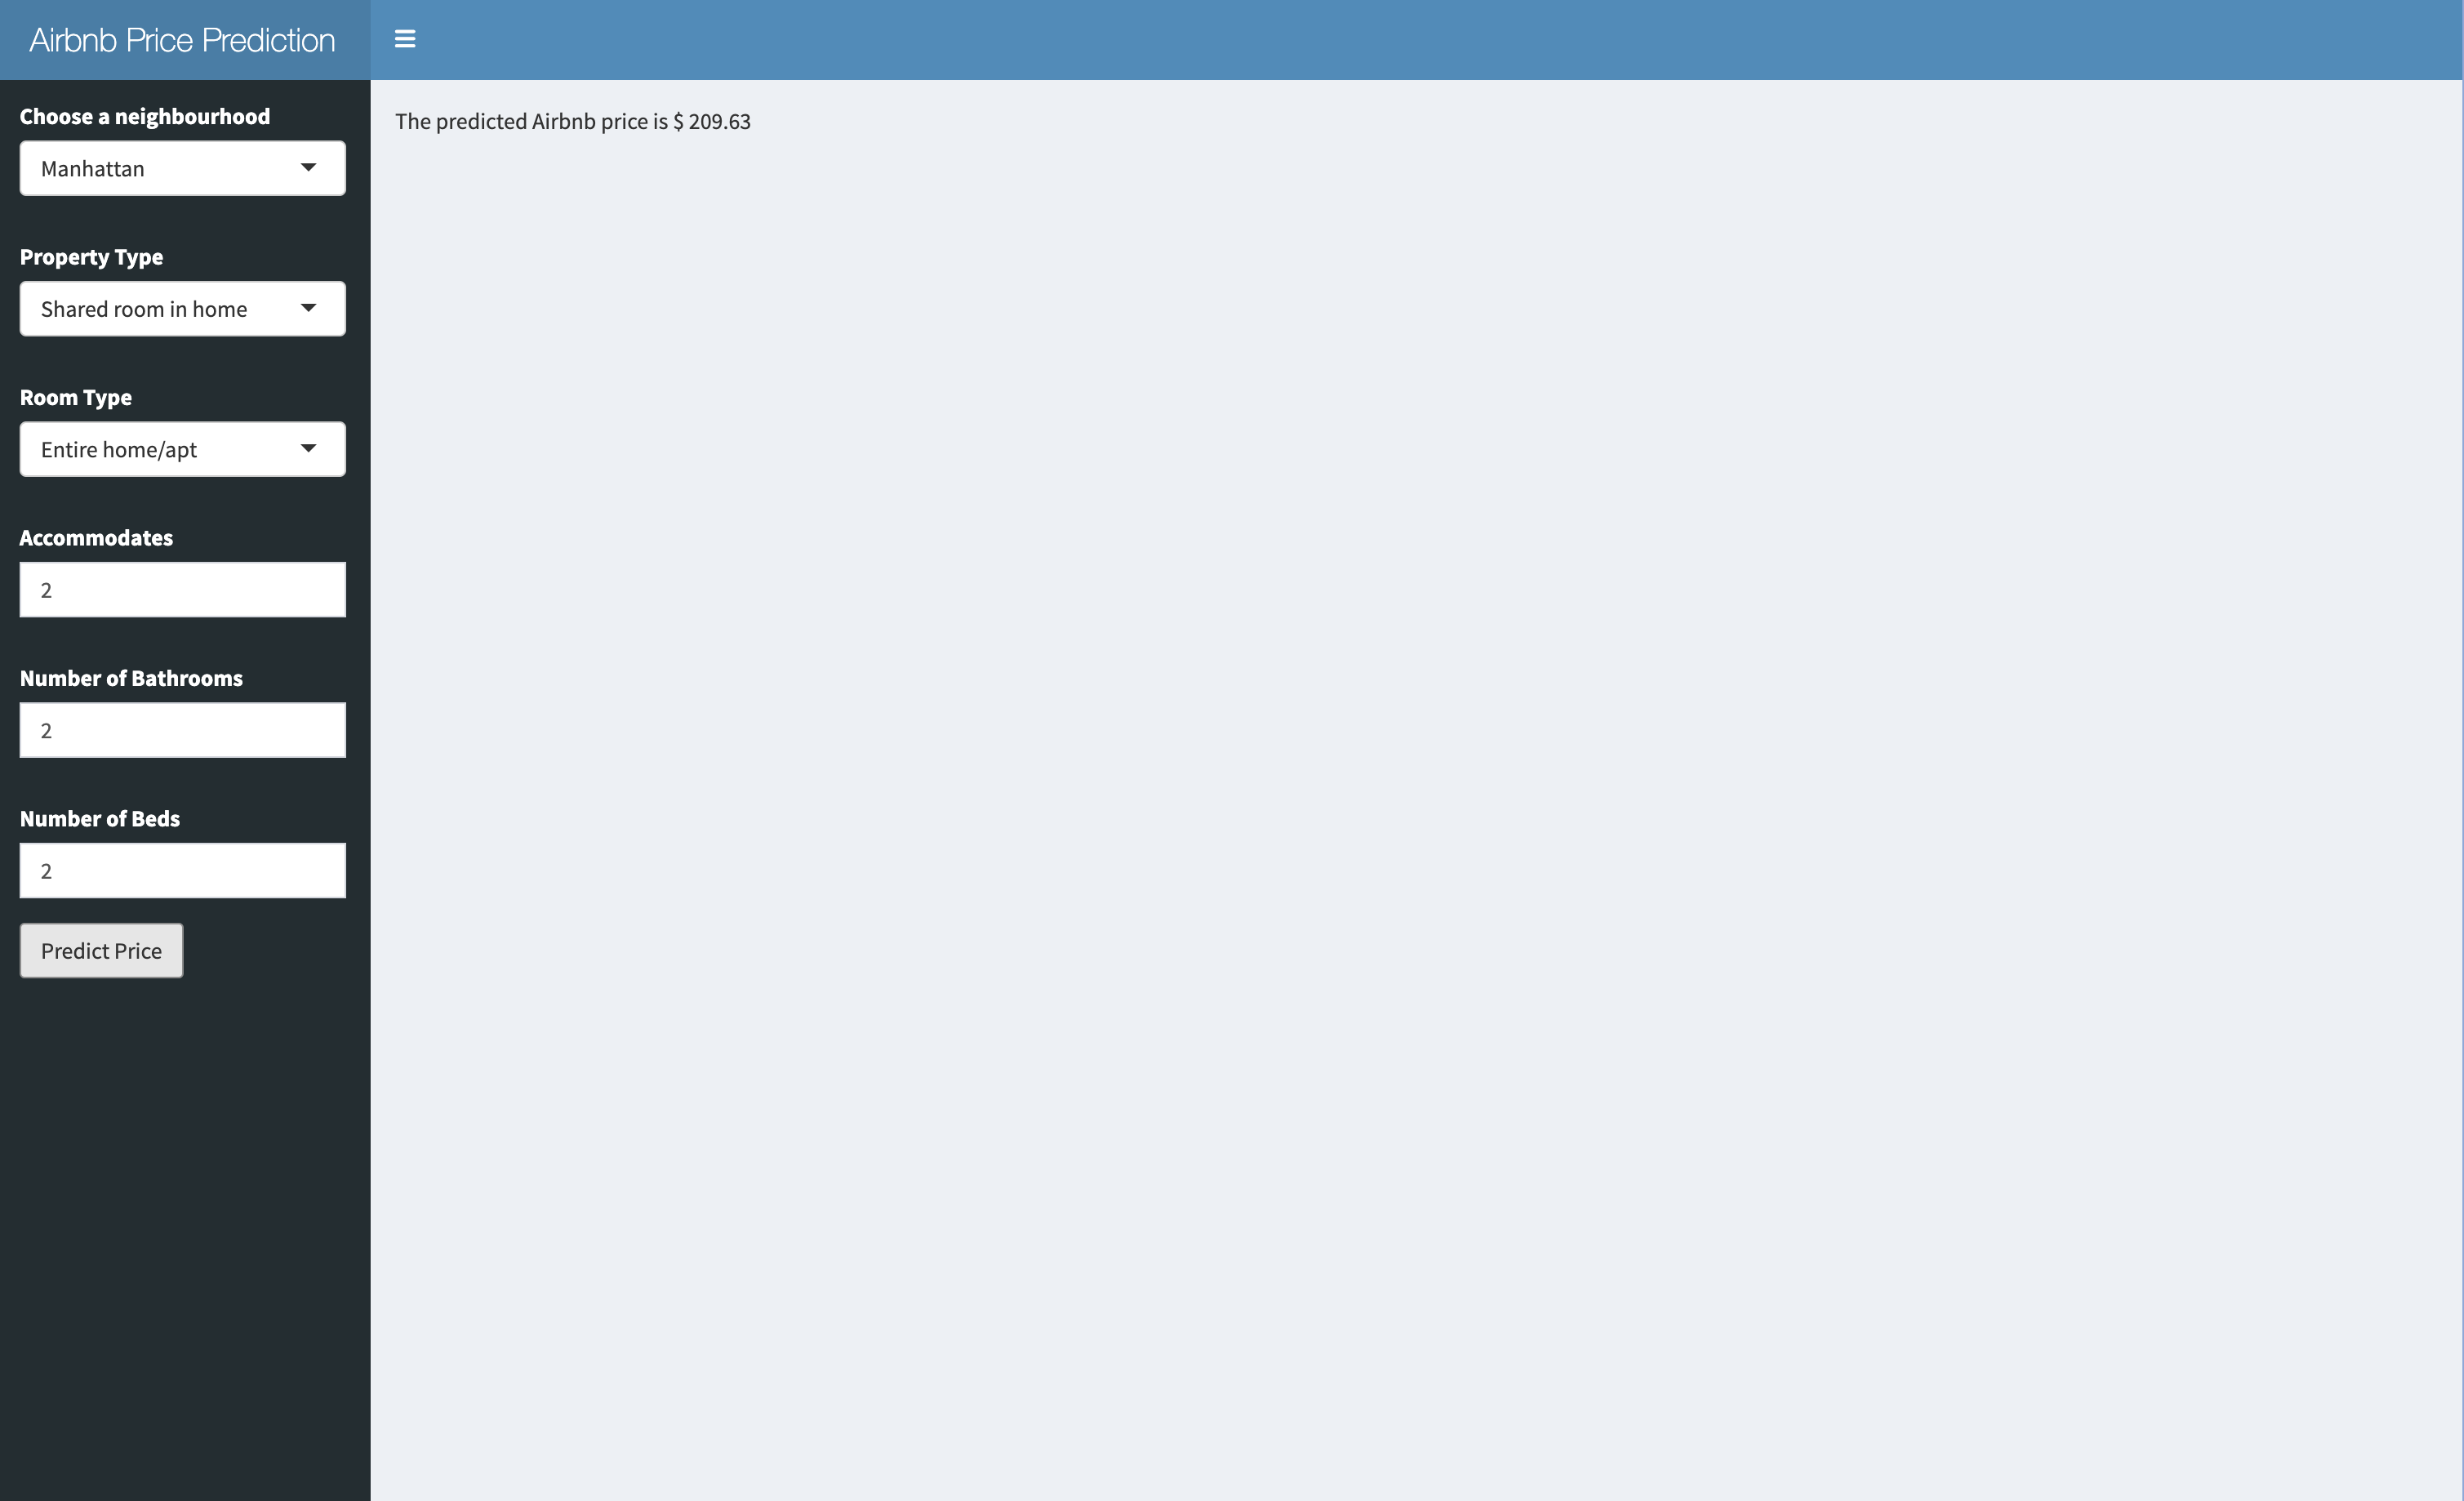 Airbnb Price Prediction
Choose a neighbourhood
Manhattan
Property Type
Shared room in home
Room Type
Entire home/apt
Accommodates
2
Number of Bathrooms
2
Number of Beds
2
Predict Price
The predicted Airbnb price is $ 209.63